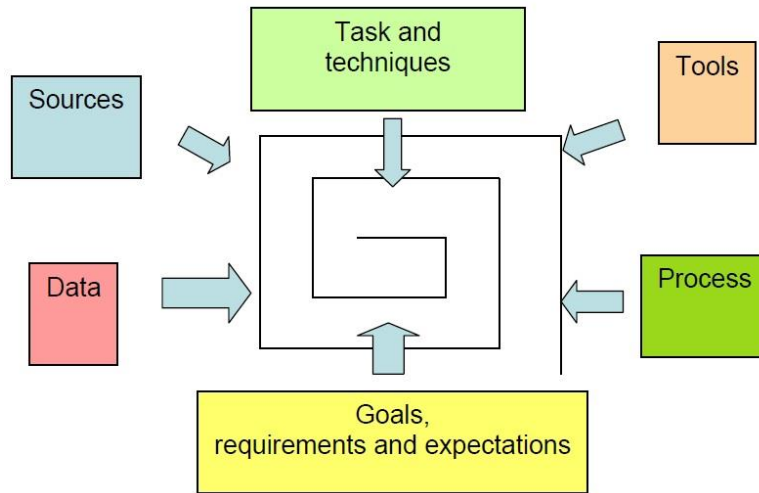 Task and
techniques
Sources
Tools
Data
Process
Goals,
requirements and expectations